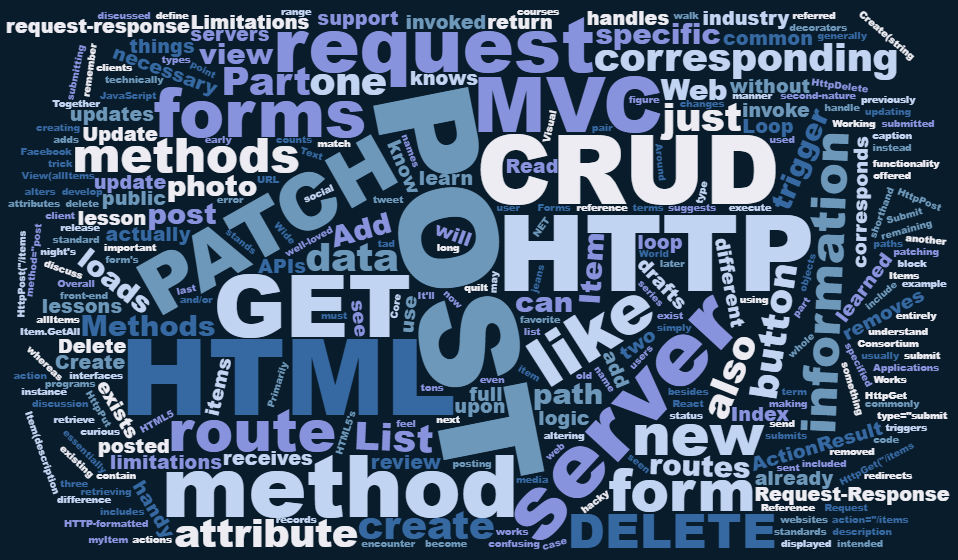 discussed define
request-response Limitations
support invoked return
range
courses
handles
walk
industry
referred
decorators
Create(string
servers
things
view
types
request
specific
common
generally
corresponding
submitting
remember
clients
necessary
point
technically
JavaScript
Part
one
knows
MVC
Web
without
HttpDelete
second-nature
figure
changes
manner
handle
previously
updating
Together
updates
forms
creating
adds
Update
early
counts
match
names
Visual
pair
just
invoke
Loop
used
trigger
Working submitted
caption
instead
Facebook
trick
View(allItems
methods
Text
PATCH
know
POST
CRUD
Read
Around
type
functionality
offered
information
corresponds
alters develop
update
photo
URL
social
attributes delete
public
error
tweet
learn
user Forms reference terms suggests execute
shorthand
HttpPost
Submit
client
lesson
post
stands
Wide
well-loved
Add
will
long
.NET
HTTP
release
standard
actually
important
form's
night's
discuss
loads
APIs
data
tad
Item
loop
World
later
drafts
series
different
remaining
paths
another
patching
block
Items
example
HttpPost("/items
method="post
Overall
front-end
last
and/or
GET
Core
use
quilt
may
jeans
can
It'll
now
favorite
list
exist
simply
using
button
objects
part
learned
include
removes
entirely
allItems
lessons
Item.GetAll
Methods
must
see
like
server
also
whole
understand
Consortium
usually submit
Delete
Create
HTML
items
Primarily
even
item
old
name
add
two
users
specified
Applications
something
Works
whereas
action
interfaces
programs
instance
discussion
HttpPut
exists
HTML5
retrieve
curious
posted
tons
full
upon
next
path
logic
altering
web
besides
React
status
term
making
Index
send
HttpGet
commonly
type="submit
triggers
code
Item(description
essentially
existing
contain
route
HTML5's
feel
List
limitations
receives
review
posting
media
new
seen
routes
submits
ActionResult
removed
sent included
already
HttpGet("/items
redirects
three
retrieving
difference
includes
handy
method
hacky
form
Request-Response
Reference Request
HTTP-formatted
myItem actions
attribute
records
create
encounter become
works
confusing case
DELETE
websites action="/items
standards description
displayed intended